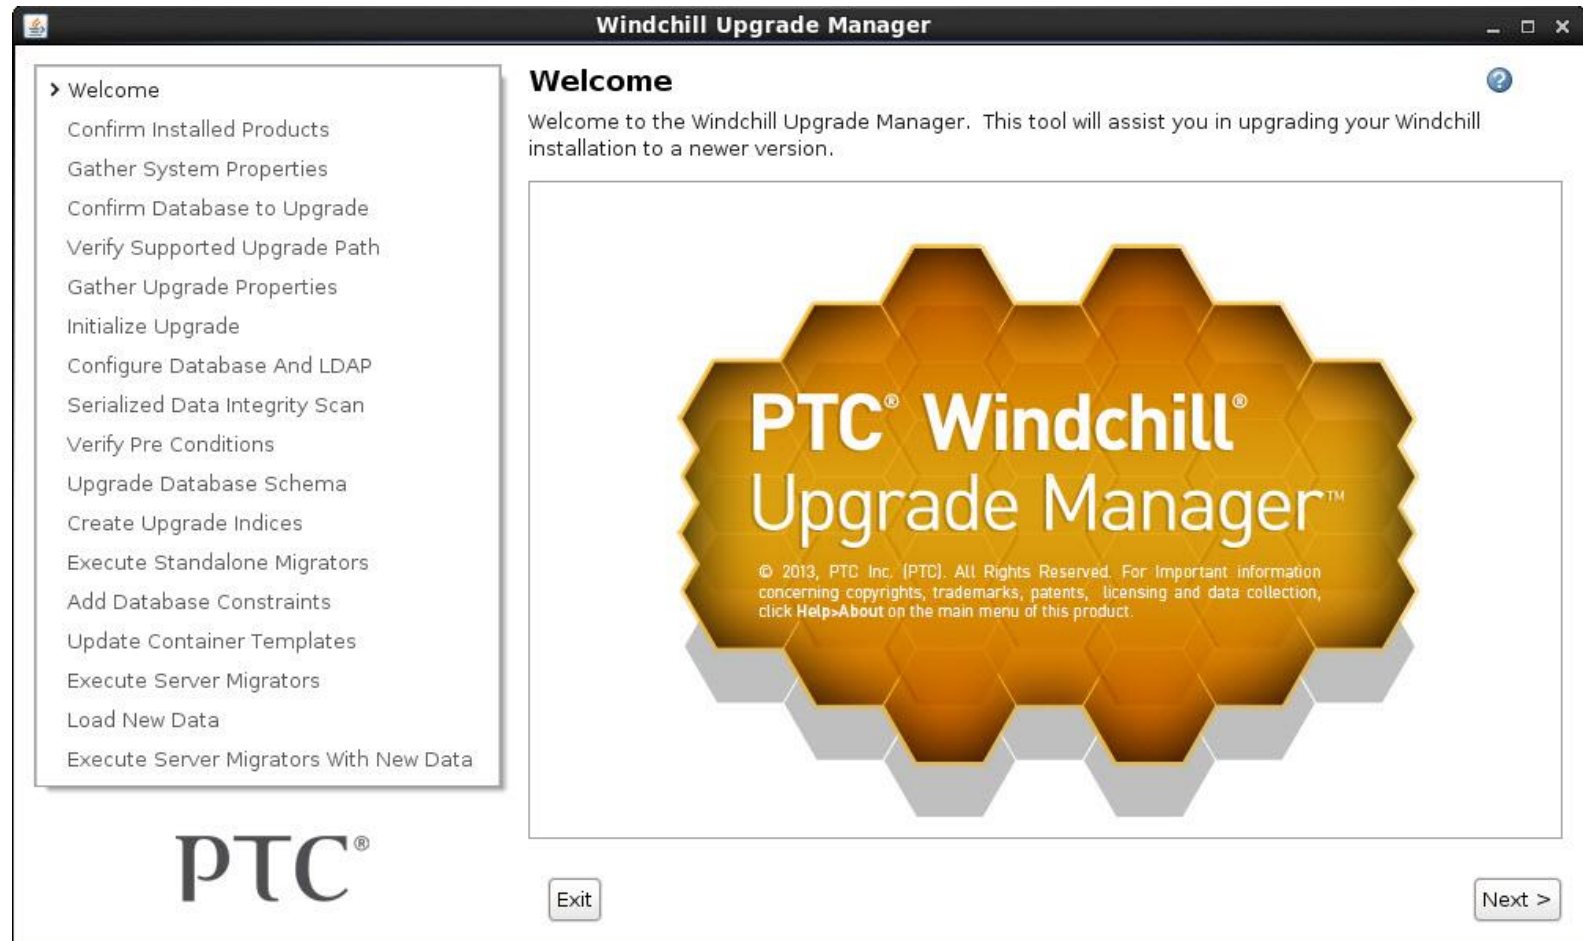 Windchill Upgrade Manager
Welcome
Confirm Installed Products
Gather System Properties
Confirm Database to Upgrade
Verify Supported Upgrade Path
Gather Upgrade Properties
Initialize Upgrade
Configure Database And LDAP
Serialized Data Integrity Scan
Verify Pre Conditions
Upgrade Database Schema
Create Upgrade Indices
Execute Standalone Migrators
Add Database Constraints
Update Container Templates
Execute Server Migrators
Load New Data
Execute Server Migrators With New Data
PTC®
Welcome
?
Welcome to the Windchill Upgrade Manager.  This tool will assist you in upgrading your Windchill
installation to a newer version.
PTC® Windchill®
Upgrade Manager™
© 2013, PTC Inc. (PTC). All Rights Reserved. For Important information
concerning copyrights, trademarks, patents, licensing and data collection,
click Help>About on the main menu of this product.
Exit
Next >